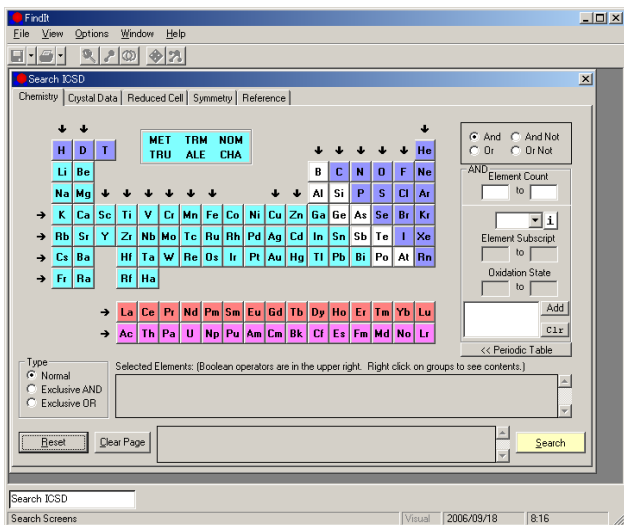 FindIt
File View Options Window Help
Search ICSD
Chemistry Crystal Data Reduced Cell Symmetry Reference
MET TRM NOM
TRU ALE CHA
H D T He
Li Be B C N O F Ne
Na Mg Al Si P S Cl Ar
K Ca Sc Ti V Cr Mn Fe Co Ni Cu Zn Ga Ge As Se Br Kr
Rb Sr Y Zr Nb Mo Tc Ru Rh Pd Ag Cd In Sn Sb Te I Xe
Cs Ba Hf Ta W Re Os Ir Pt Au Hg Tl Pb Bi Po At Rn
Fr Ra Rf Ha
La Ce Pr Nd Pm Sm Eu Gd Tb Dy Ho Er Tm Yb Lu
Ac Th Pa U Np Pu Am Cm Bk Cf Es Fm Md No Lr
And And Not
Or Or Not
AND
Element Count
to
i
Element Subscript
to
Oxidation State
to
Add
Clr
<< Periodic Table
Type
Normal
Exclusive AND
Exclusive OR
Selected Elements: (Boolean operators are in the upper right. Right click on groups to see contents.)
Reset Clear Page Search
Search ICSD
Search Screens Visual 2006/09/18 8:16